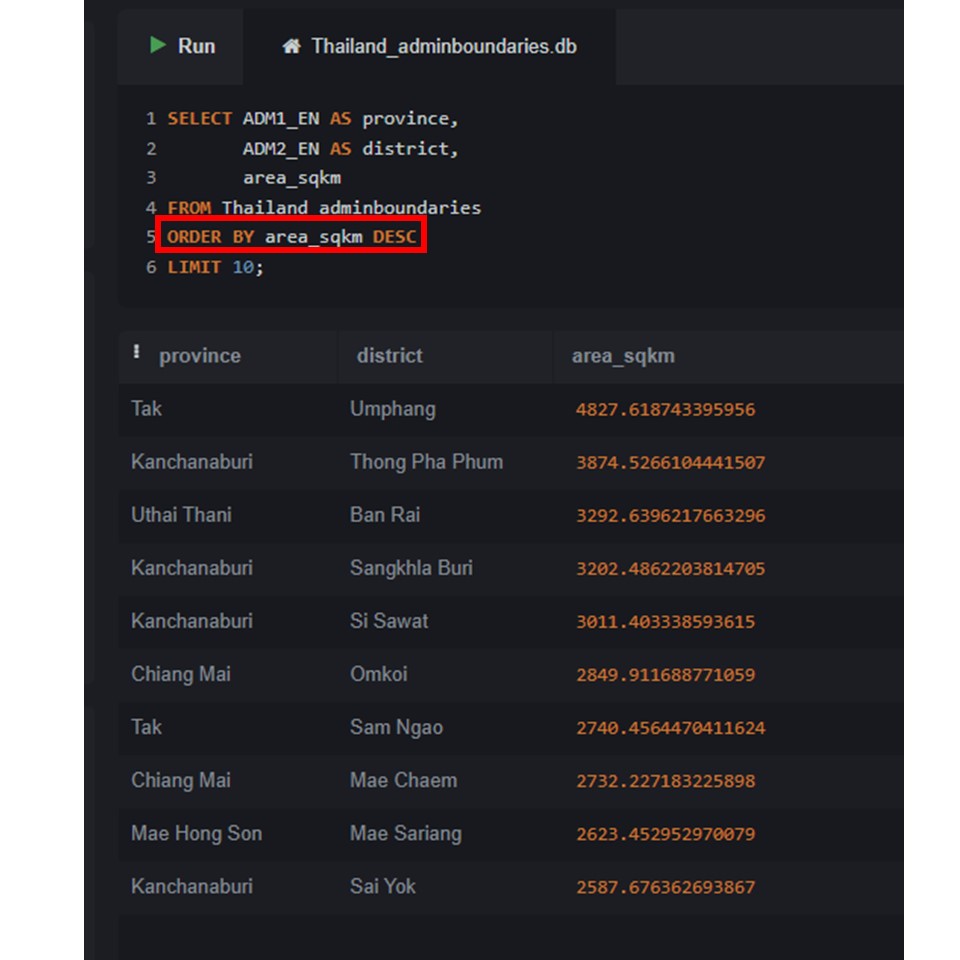 Run Thailand_adminboundaries.db
1 SELECT ADM1_EN AS province,
2 ADM2_EN AS district,
3 area_sqkm
4 FROM Thailand_adminboundaries
5 ORDER BY area_sqkm DESC
6 LIMIT 10;
province district area_sqkm
Tak Umphang 4827.618743395956
Kanchanaburi Thong Pha Phum 3874.5266104441507
Uthai Thani Ban Rai 3292.6396217663296
Kanchanaburi Sangkhla Buri 3202.4862203814705
Kanchanaburi Si Sawat 3011.403338593615
Chiang Mai Omkoi 2849.911688771059
Tak Sam Ngao 2740.4564470411624
Chiang Mai Mae Chaem 2732.227183225898
Mae Hong Son Mae Sariang 2623.452952970079
Kanchanaburi Sai Yok 2587.676362693867